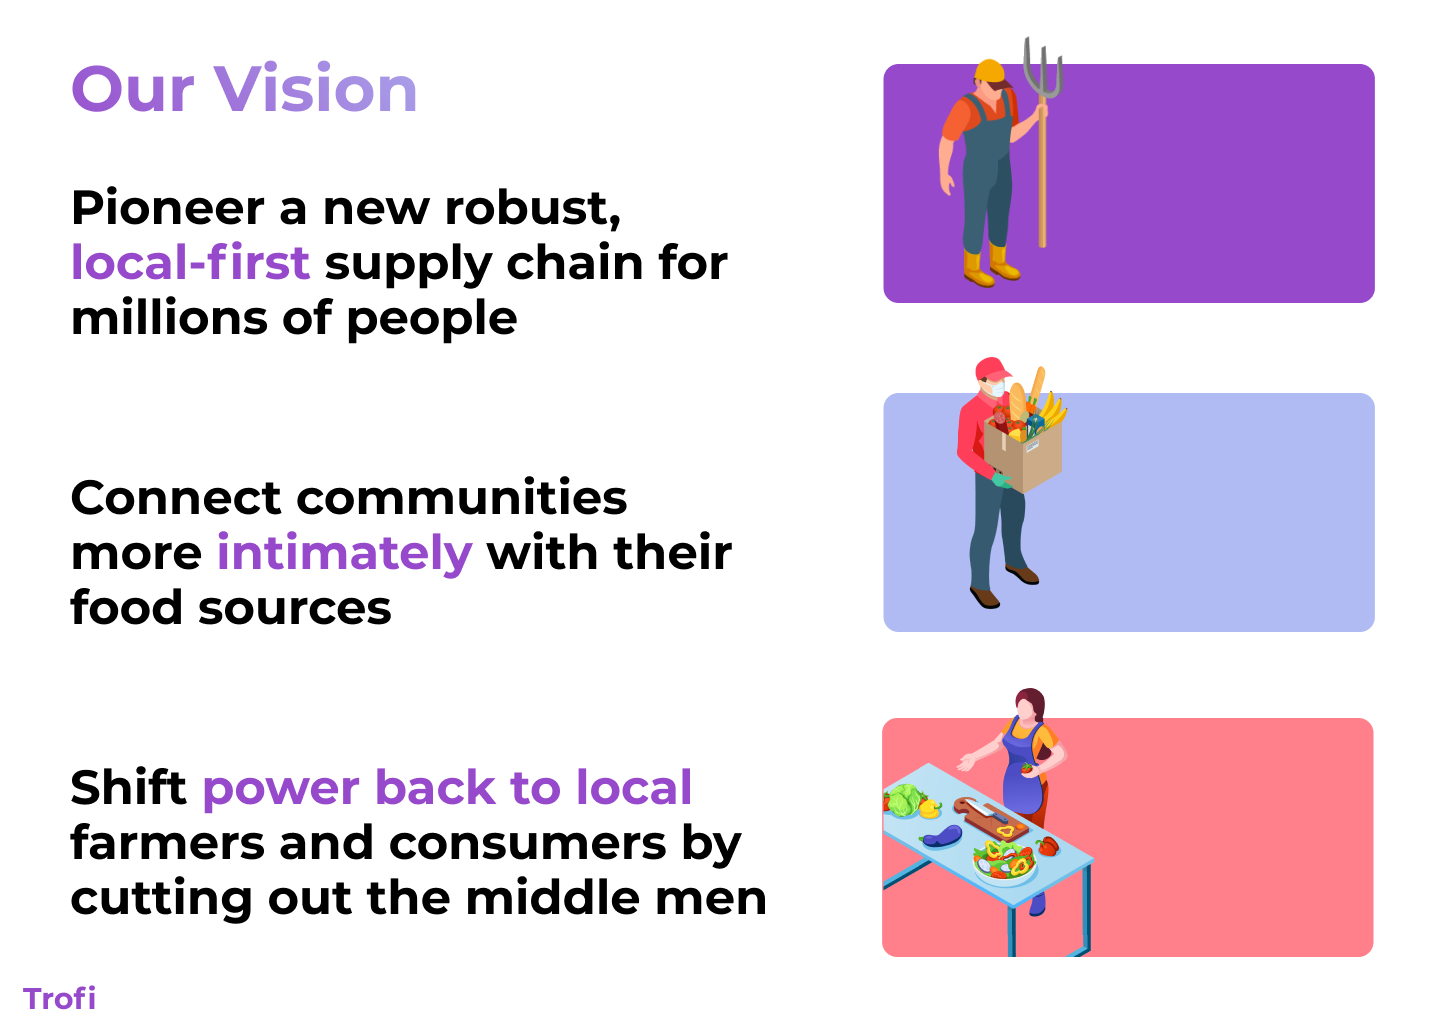 Our Vision
Pioneer a new robust,
local-first supply chain for
millions of people
Connect communities
more intimately with their
food sources
Shift power back to local
farmers and consumers by
cutting out the middle men
Trofi